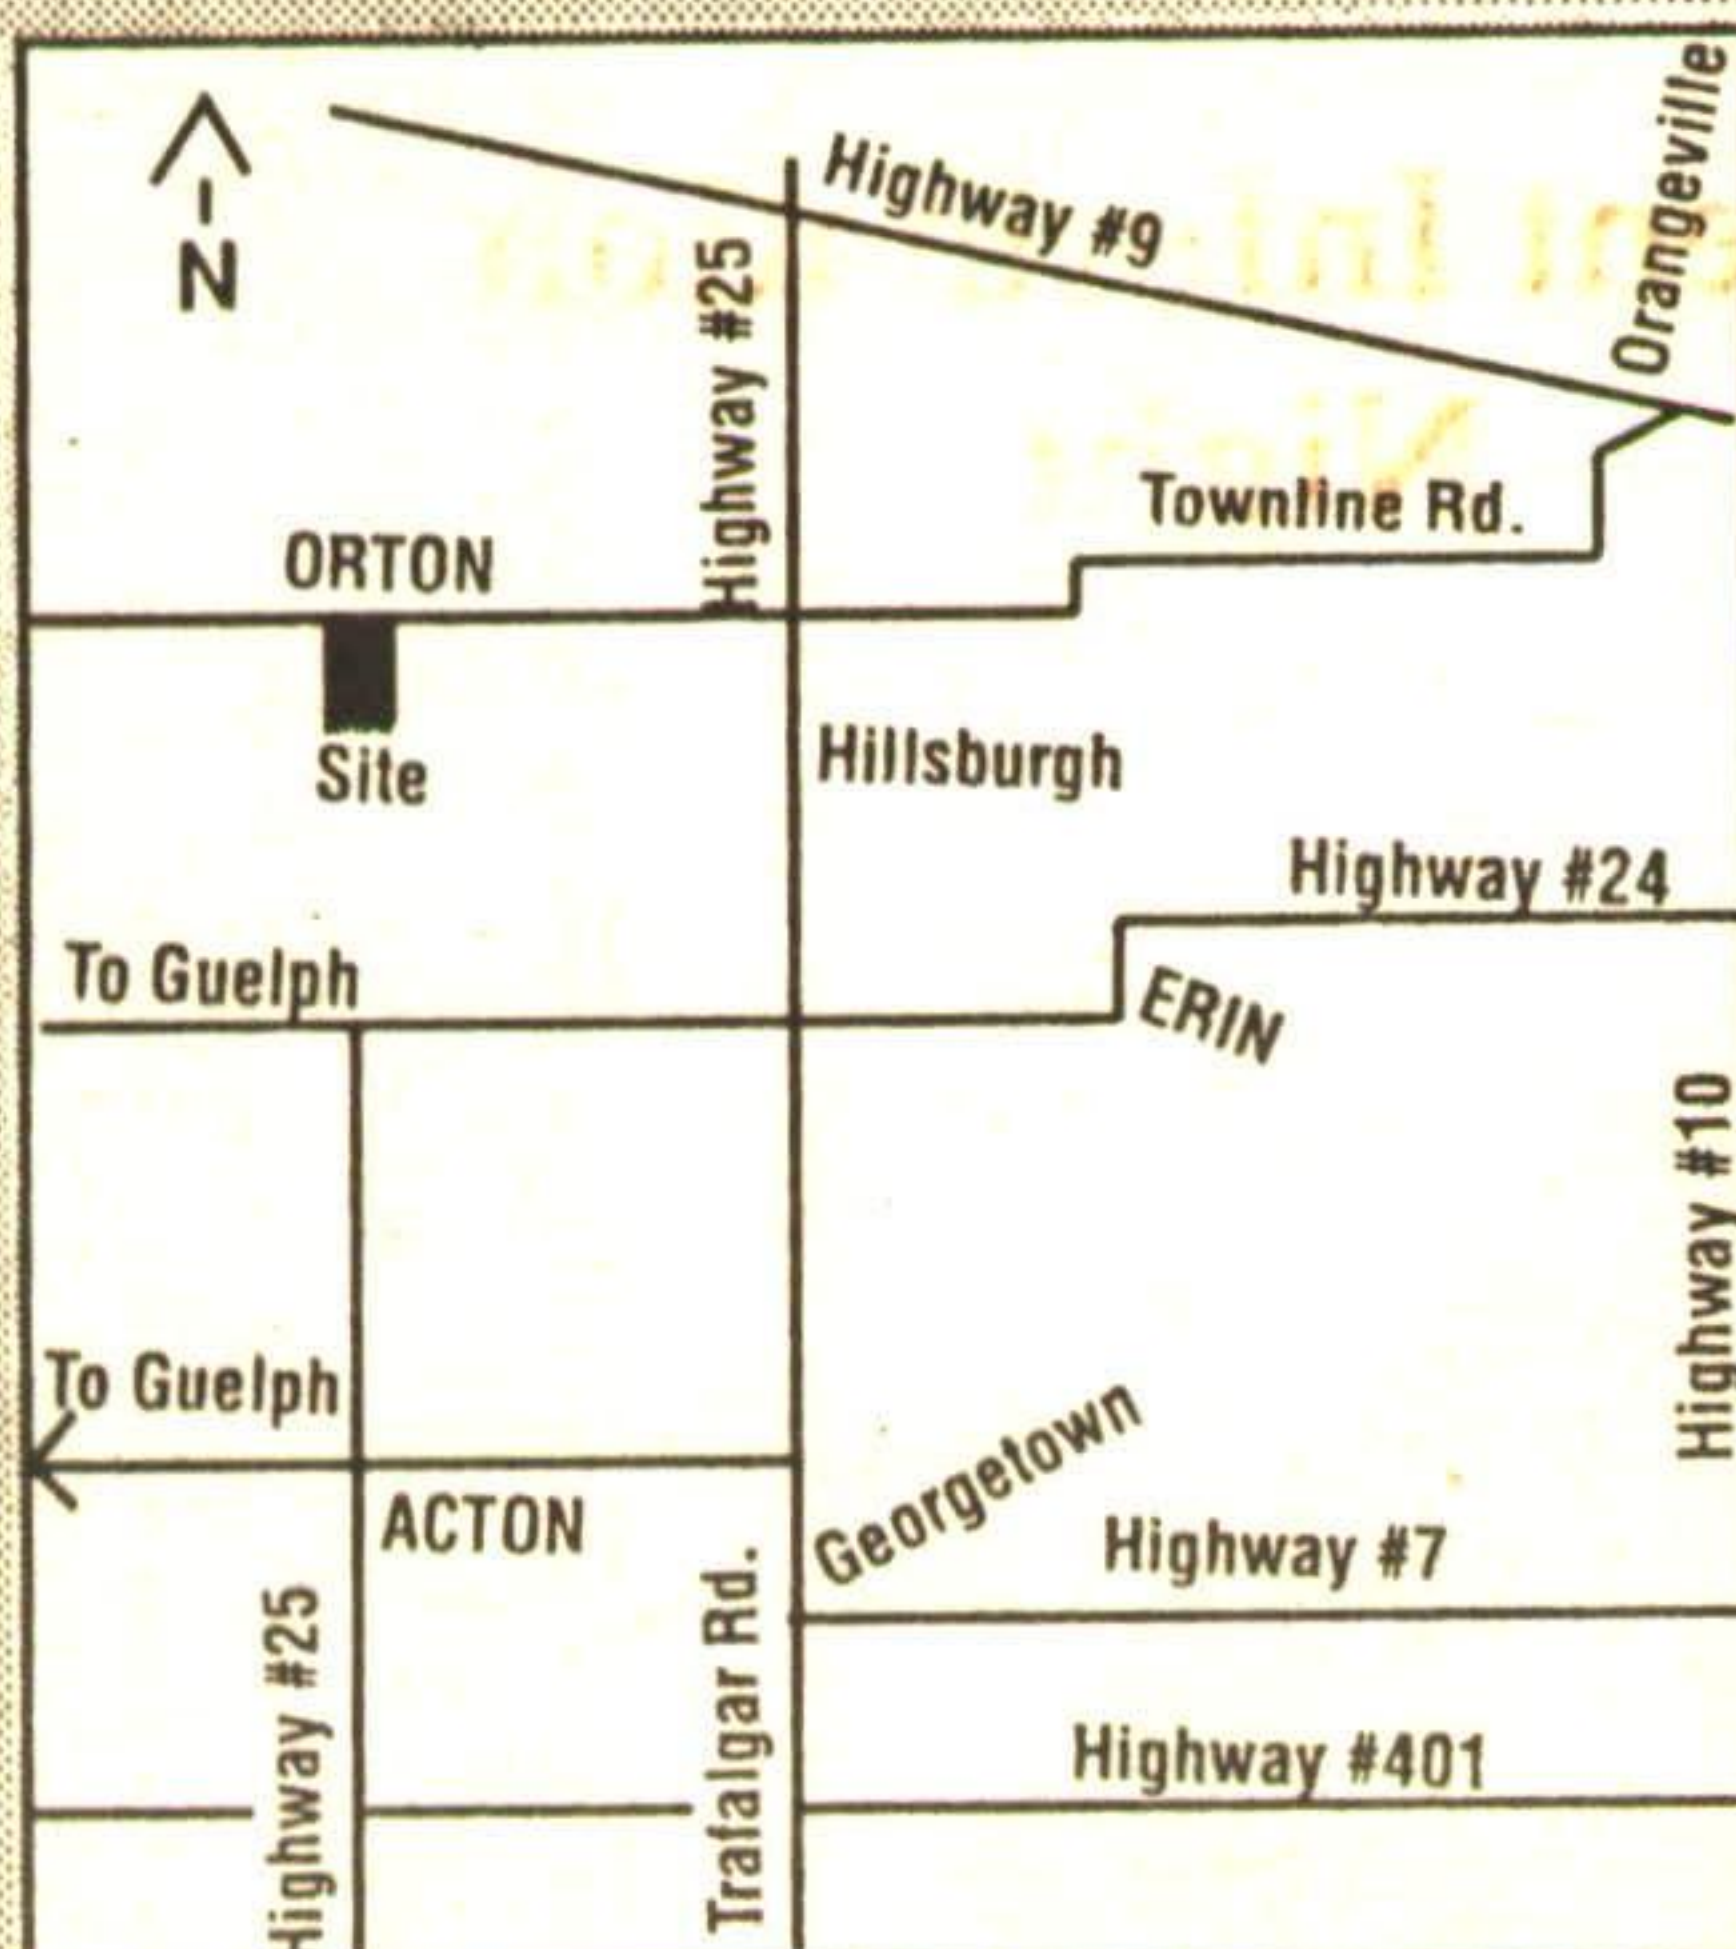 Orangeville
Highway #9
N
Highway #25
Townline Rd.
ORTON
Site
Hillsburgh
Highway #24
To Guelph
ERIN
Highway #10
To Guelph
Georgetown
ACTON
Highway #7
Highway #25
Trafalgar Rd.
Highway #401